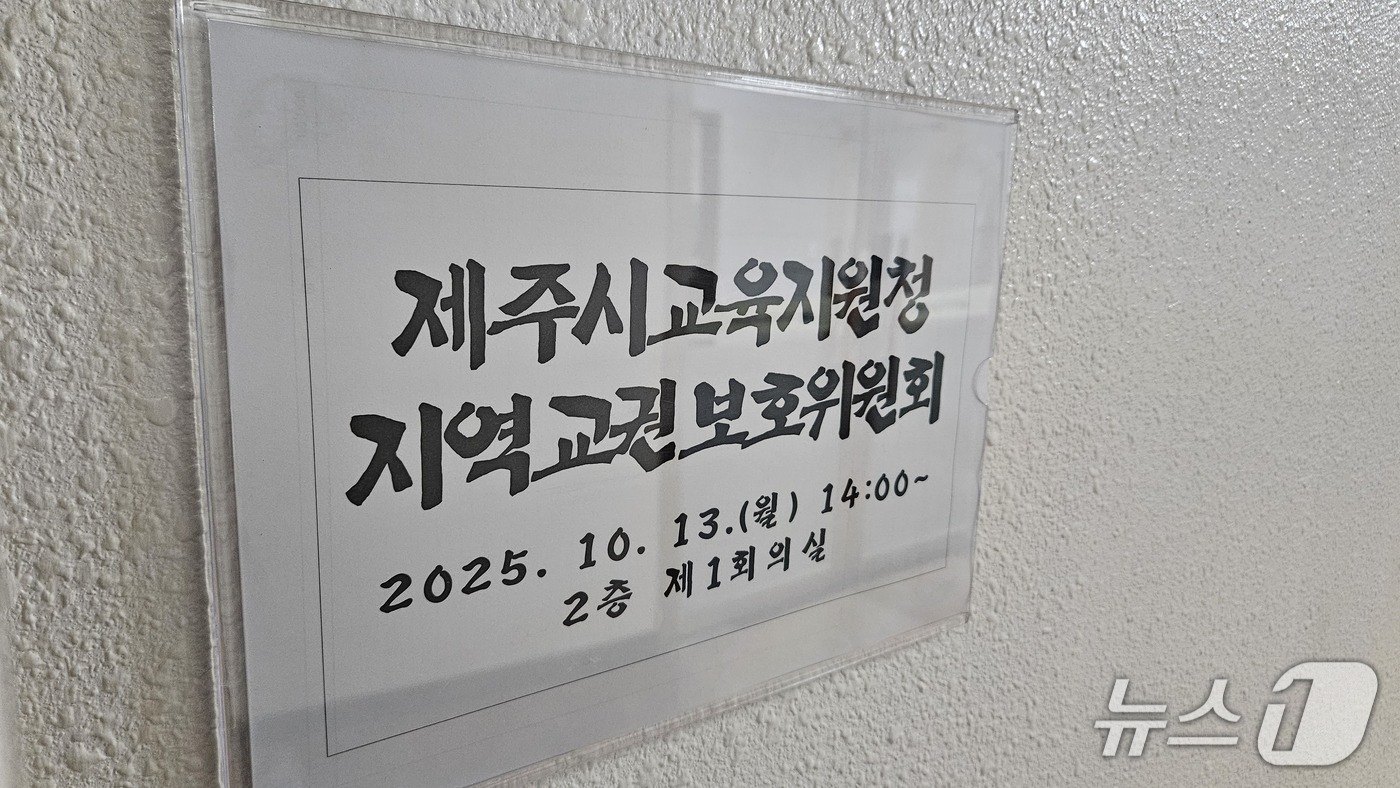 제주시교육지원청
지역교권보호위원회
2025. 10. 13.(월) 14:00~
2층 제1회의실
뉴스1